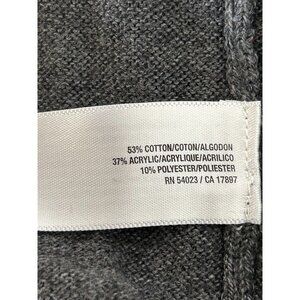 53% COTTON/COTON/ALGODON
37% ACRYLIC/ACRYLIQUE/ACRILICO
10% POLYESTER/POLIESTER
RN 54023 / CA 17897